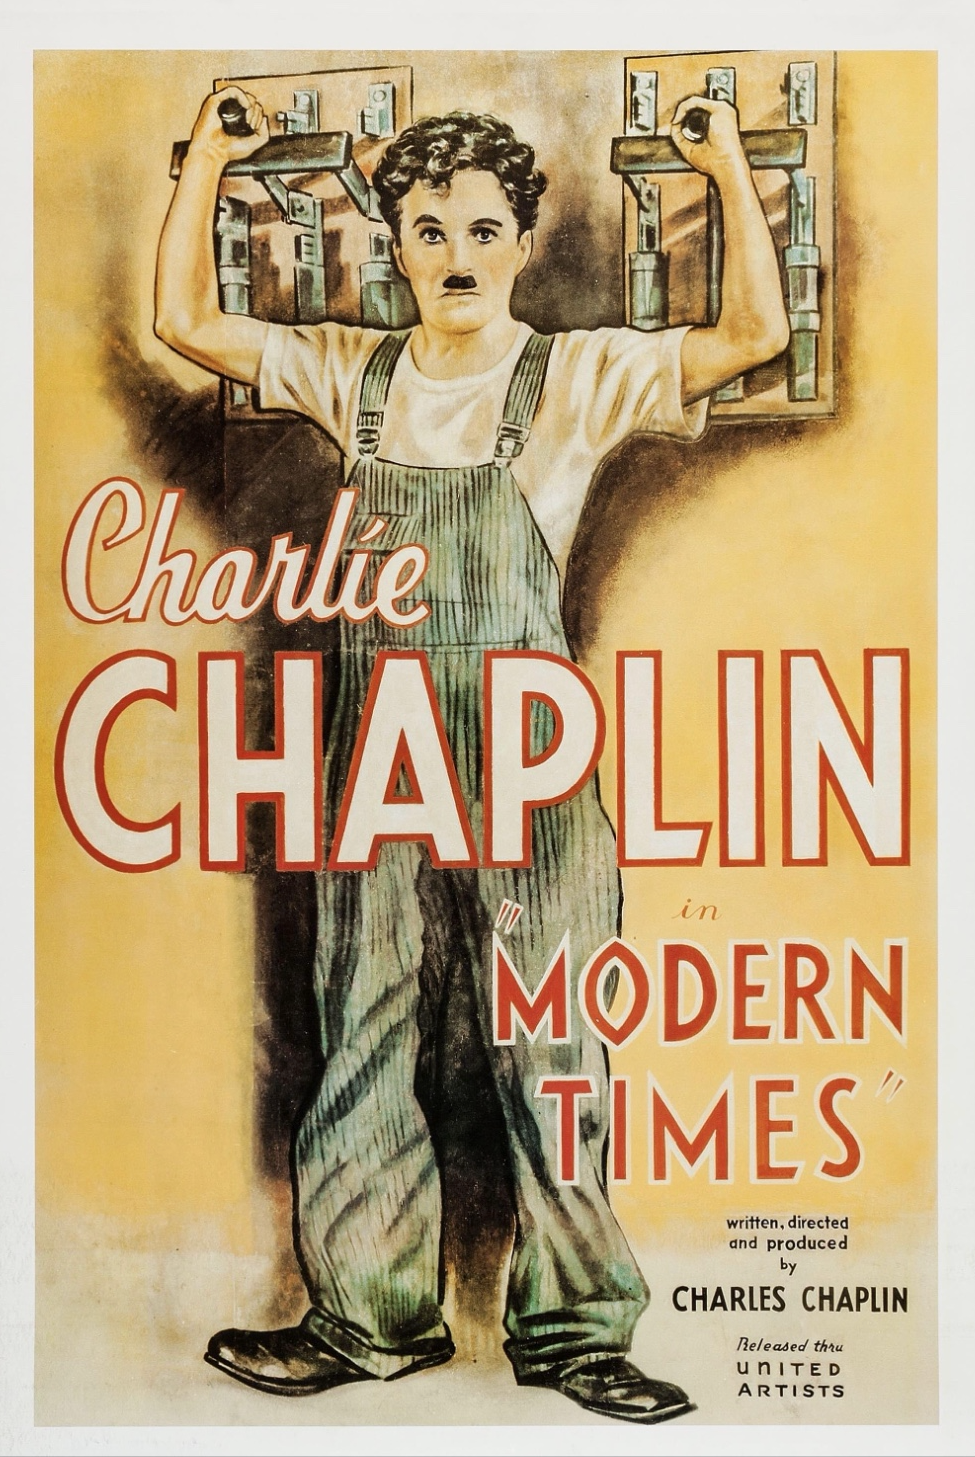 Charlie
CHAPLIN
in
"MODERN
TIMES"
written, directed
and produced
by
CHARLES CHAPLIN
Released thru
UNITED
ARTISTS